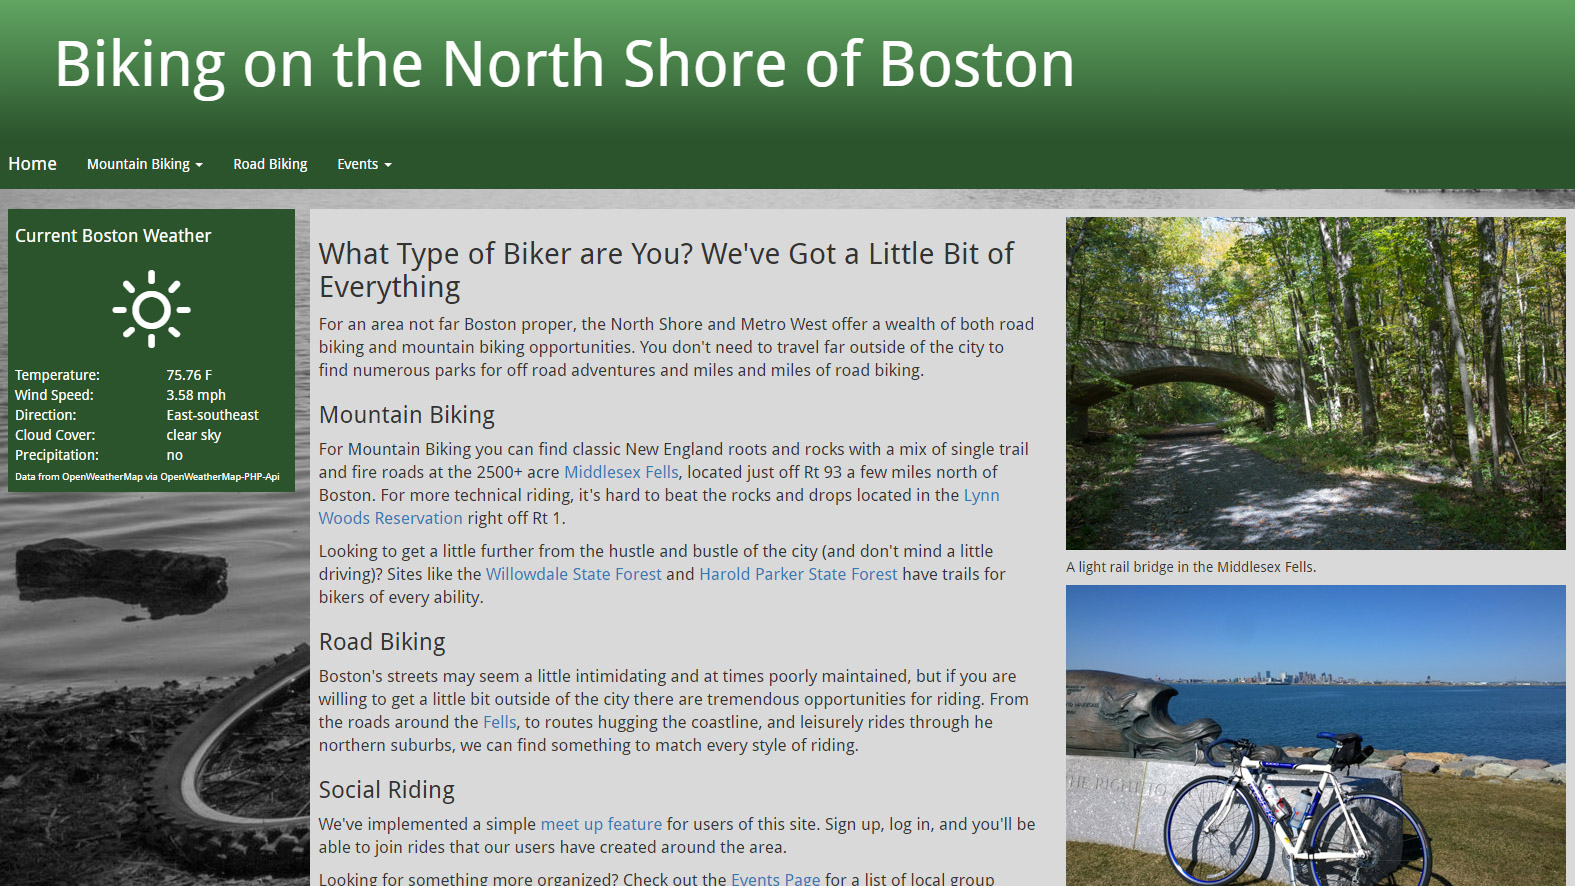 Biking on the North Shore of Boston
Home
Mountain Biking
Road Biking
Events
Current Boston Weather
Temperature: 75.76 F
Wind Speed: 3.58 mph
Direction: East-southeast
Cloud Cover: clear sky
Precipitation: no
Data from OpenWeatherMap via OpenWeatherMap-PHP-Api
What Type of Biker are You? We've Got a Little Bit of
Everything
For an area not far Boston proper, the North Shore and Metro West offer a wealth of both road
biking and mountain biking opportunities. You don't need to travel far outside of the city to
find numerous parks for off road adventures and miles and miles of road biking.
Mountain Biking
For Mountain Biking you can find classic New England roots and rocks with a mix of single trail
and fire roads at the 2500+ acre Middlesex Fells, located just off Rt 93 a few miles north of
Boston. For more technical riding, it's hard to beat the rocks and drops located in the Lynn
Woods Reservation right off Rt 1.
Looking to get a little further from the hustle and bustle of the city (and don't mind a little
driving)? Sites like the Willowdale State Forest and Harold Parker State Forest have trails for
bikers of every ability.
Road Biking
Boston's streets may seem a little intimidating and at times poorly maintained, but if you are
willing to get a little bit outside of the city there are tremendous opportunities for riding. From
the roads around the Fells, to routes hugging the coastline, and leisurely rides through he
northern suburbs, we can find something to match every style of riding.
Social Riding
We've implemented a simple meet up feature for users of this site. Sign up, log in, and you'll be
able to join rides that our users have created around the area.
Looking for something more organized? Check out the Events Page for a list of local group
A light rail bridge in the Middlesex Fells.
THE RIGHT TO